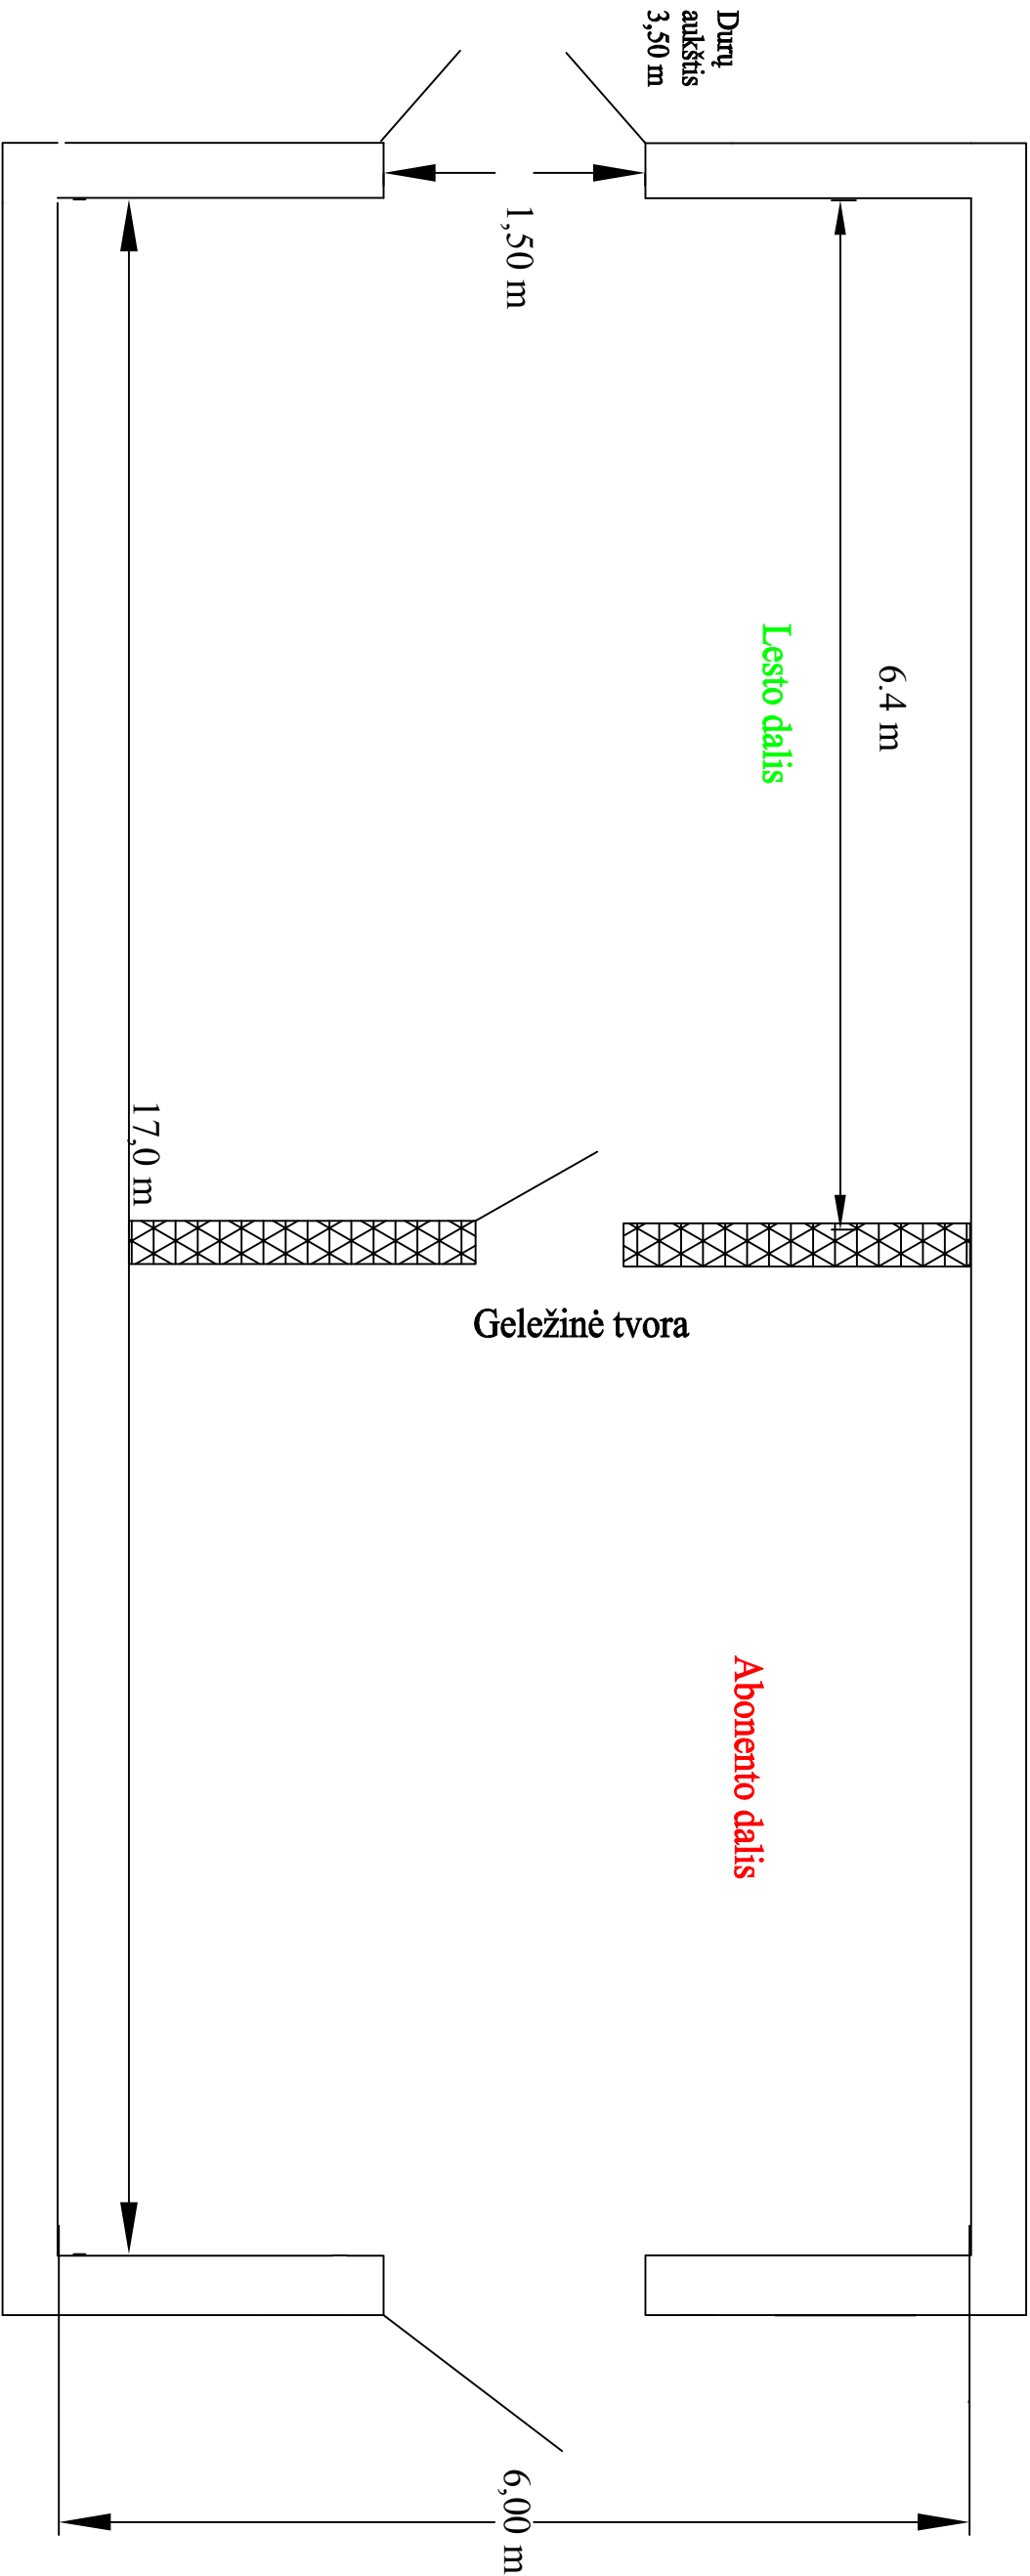 Durų
aukštis
3,50 m
1,50 m
6.4 m
Lesto dalis
17,0 m
Geležinė tvora
Abonento dalis
6,00 m